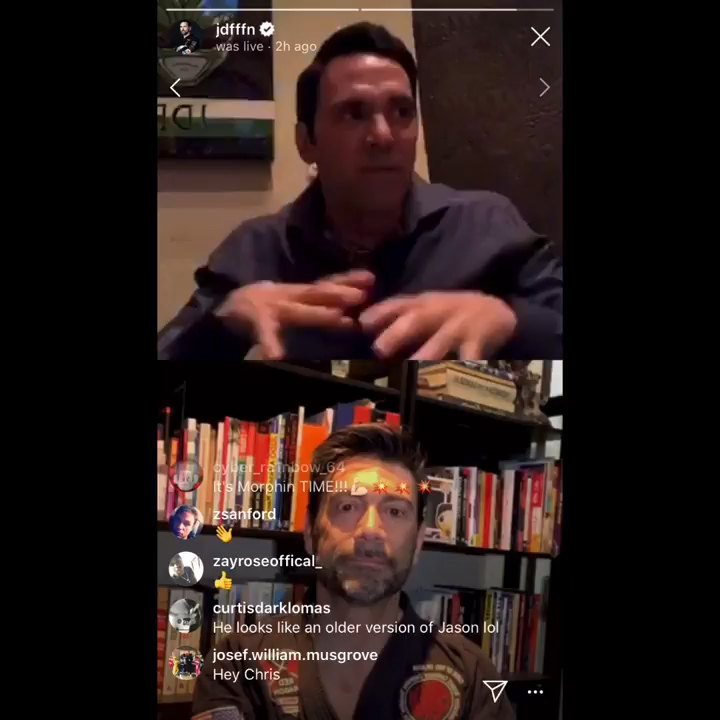 jdfffn
was live · 2h ago
cyber_rainbow_64
It's Morphin TIME!!! 💪💥💥💥
zsanford
👋
zayroseoffical_
👍
curtisdarklomas
He looks like an older version of Jason lol
josef.william.musgrove
Hey Chris